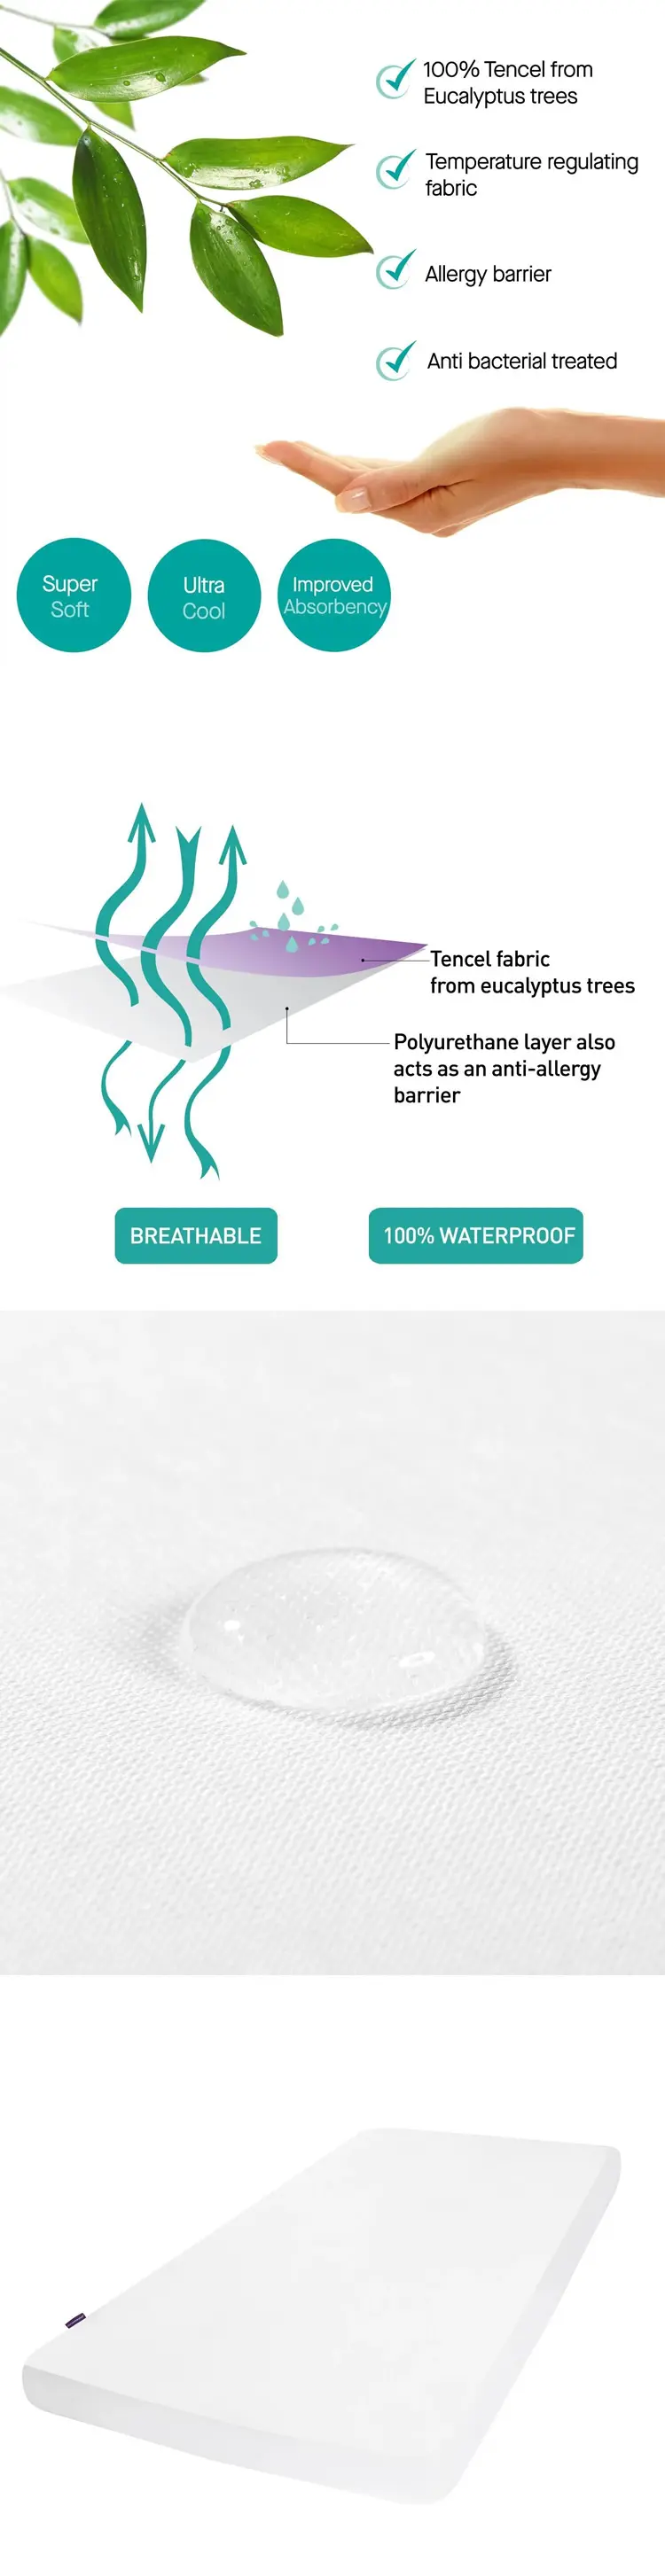 100% Tencel from
Eucalyptus trees
Temperature regulating
fabric
Allergy barrier
Anti bacterial treated
Super
Soft
Ultra
Cool
Improved
Absorbency
Tencel fabric
from eucalyptus trees
Polyurethane layer also
acts as an anti-allergy
barrier
BREATHABLE
100% WATERPROOF